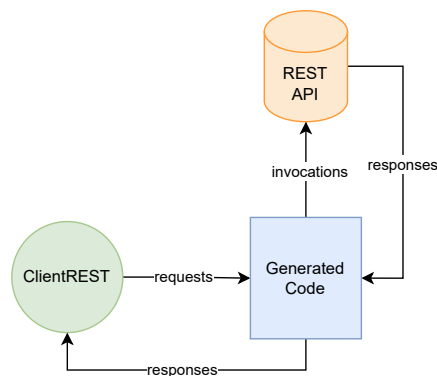 REST
API
invocations
responses
ClientREST
requests
Generated
Code
responses